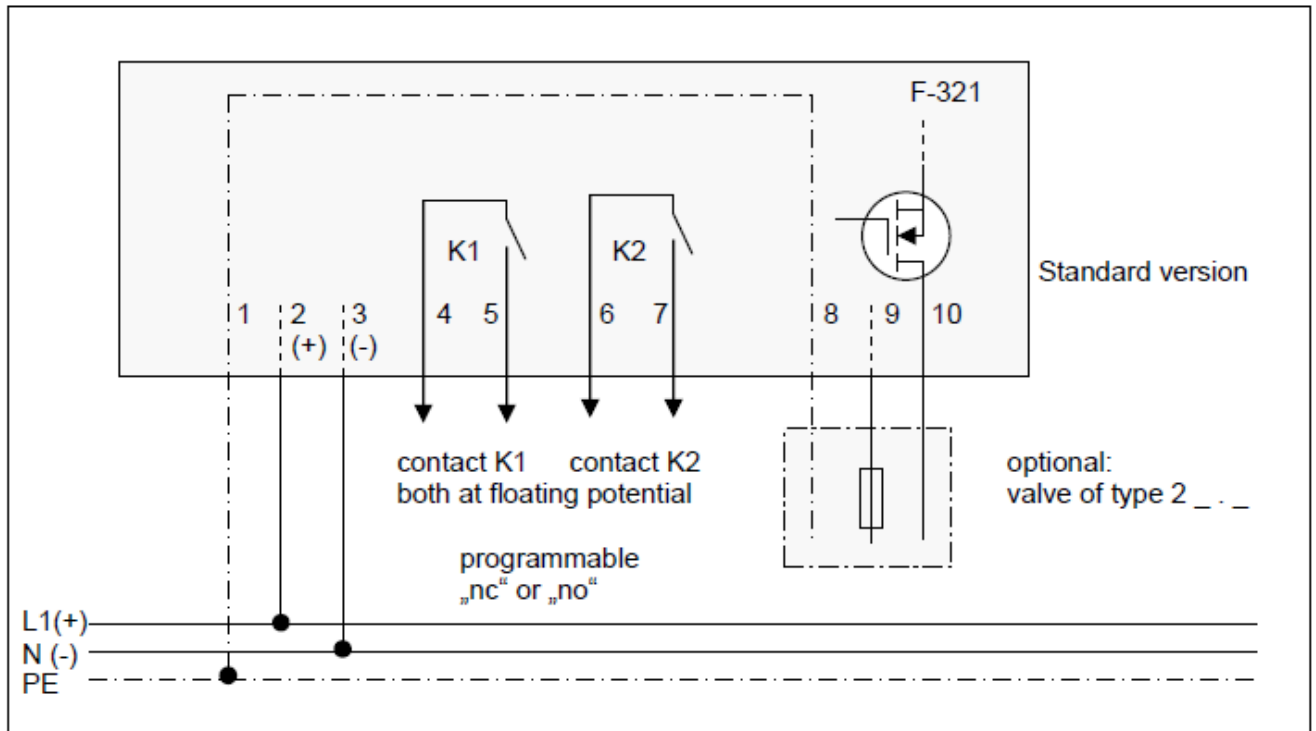 F-321
K1
K2
Standard version
1 2 3 4 5 6 7 8 9 10
(+) (-)
contact K1 contact K2
both at floating potential
optional:
valve of type 2 _ . _
programmable
„nc“ or „no“
L1(+)
N (-)
PE